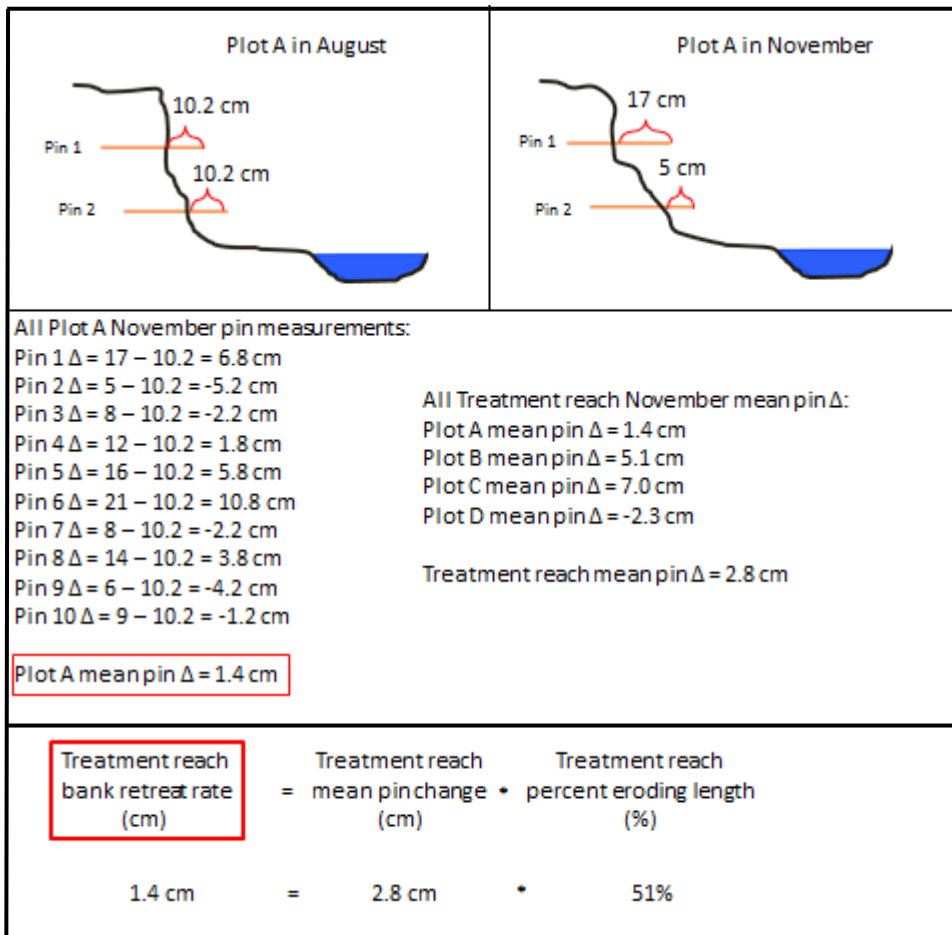 Plot A in August
10.2 cm
Pin 1
10.2 cm
Pin 2
Plot A in November
17 cm
Pin 1
5 cm
Pin 2
All Plot A November pin measurements:
Pin 1 Δ = 17 – 10.2 = 6.8 cm
Pin 2 Δ = 5 – 10.2 = -5.2 cm
Pin 3 Δ = 8 – 10.2 = -2.2 cm
Pin 4 Δ = 12 – 10.2 = 1.8 cm
Pin 5 Δ = 16 – 10.2 = 5.8 cm
Pin 6 Δ = 21 – 10.2 = 10.8 cm
Pin 7 Δ = 8 – 10.2 = -2.2 cm
Pin 8 Δ = 14 – 10.2 = 3.8 cm
Pin 9 Δ = 6 – 10.2 = -4.2 cm
Pin 10 Δ = 9 – 10.2 = -1.2 cm
Plot A mean pin Δ = 1.4 cm
All Treatment reach November mean pin Δ:
Plot A mean pin Δ = 1.4 cm
Plot B mean pin Δ = 5.1 cm
Plot C mean pin Δ = 7.0 cm
Plot D mean pin Δ = -2.3 cm
Treatment reach mean pin Δ = 2.8 cm
Treatment reach Treatment reach Treatment reach
bank retreat rate = mean pin change * percent eroding length
(cm) (cm) (%)
1.4 cm = 2.8 cm * 51%